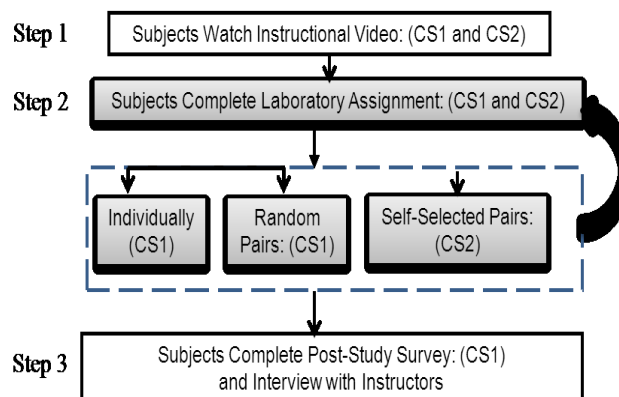 Step 1
Subjects Watch Instructional Video: (CS1 and CS2)
Step 2
Subjects Complete Laboratory Assignment: (CS1 and CS2)
Individually
(CS1)
Random
Pairs: (CS1)
Self-Selected Pairs:
(CS2)
Step 3
Subjects Complete Post-Study Survey: (CS1)
and Interview with Instructors